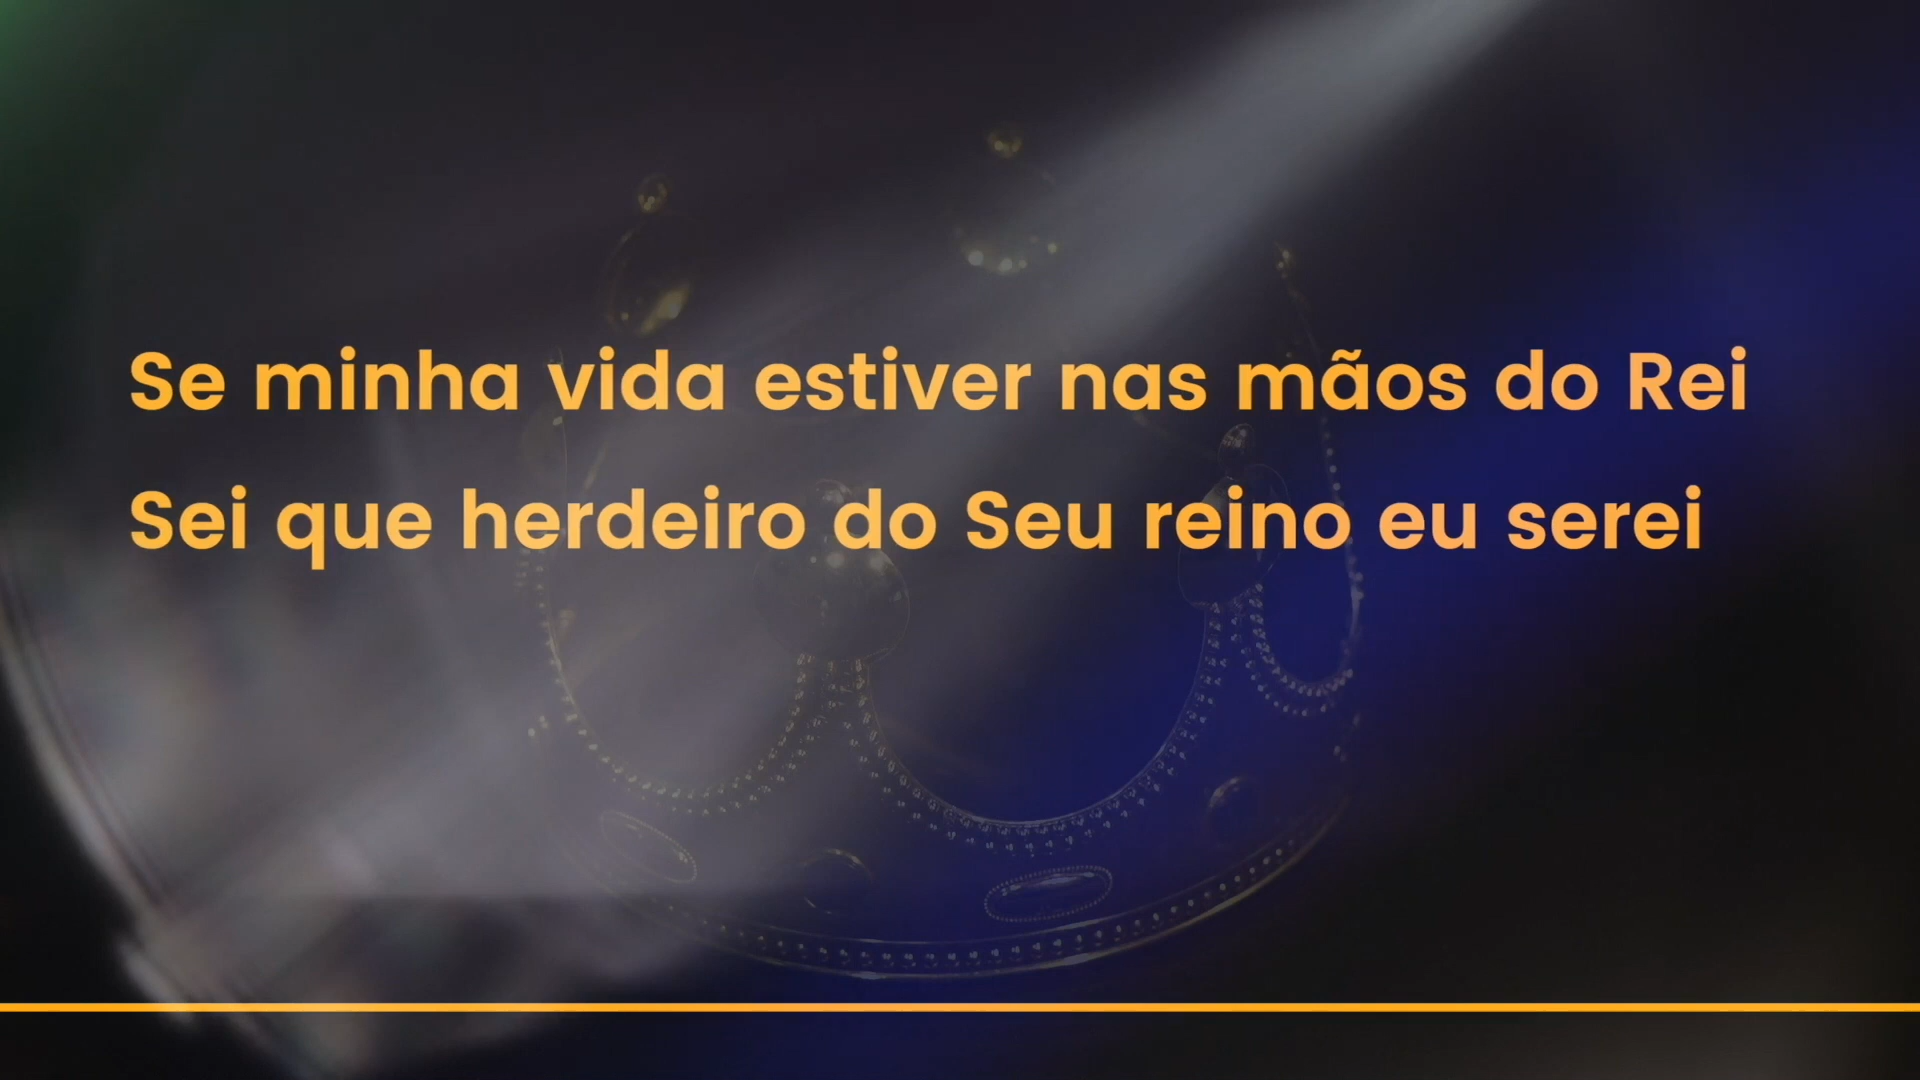 Se minha vida estiver nas mãos do Rei
Sei que herdeiro do Seu reino eu serei